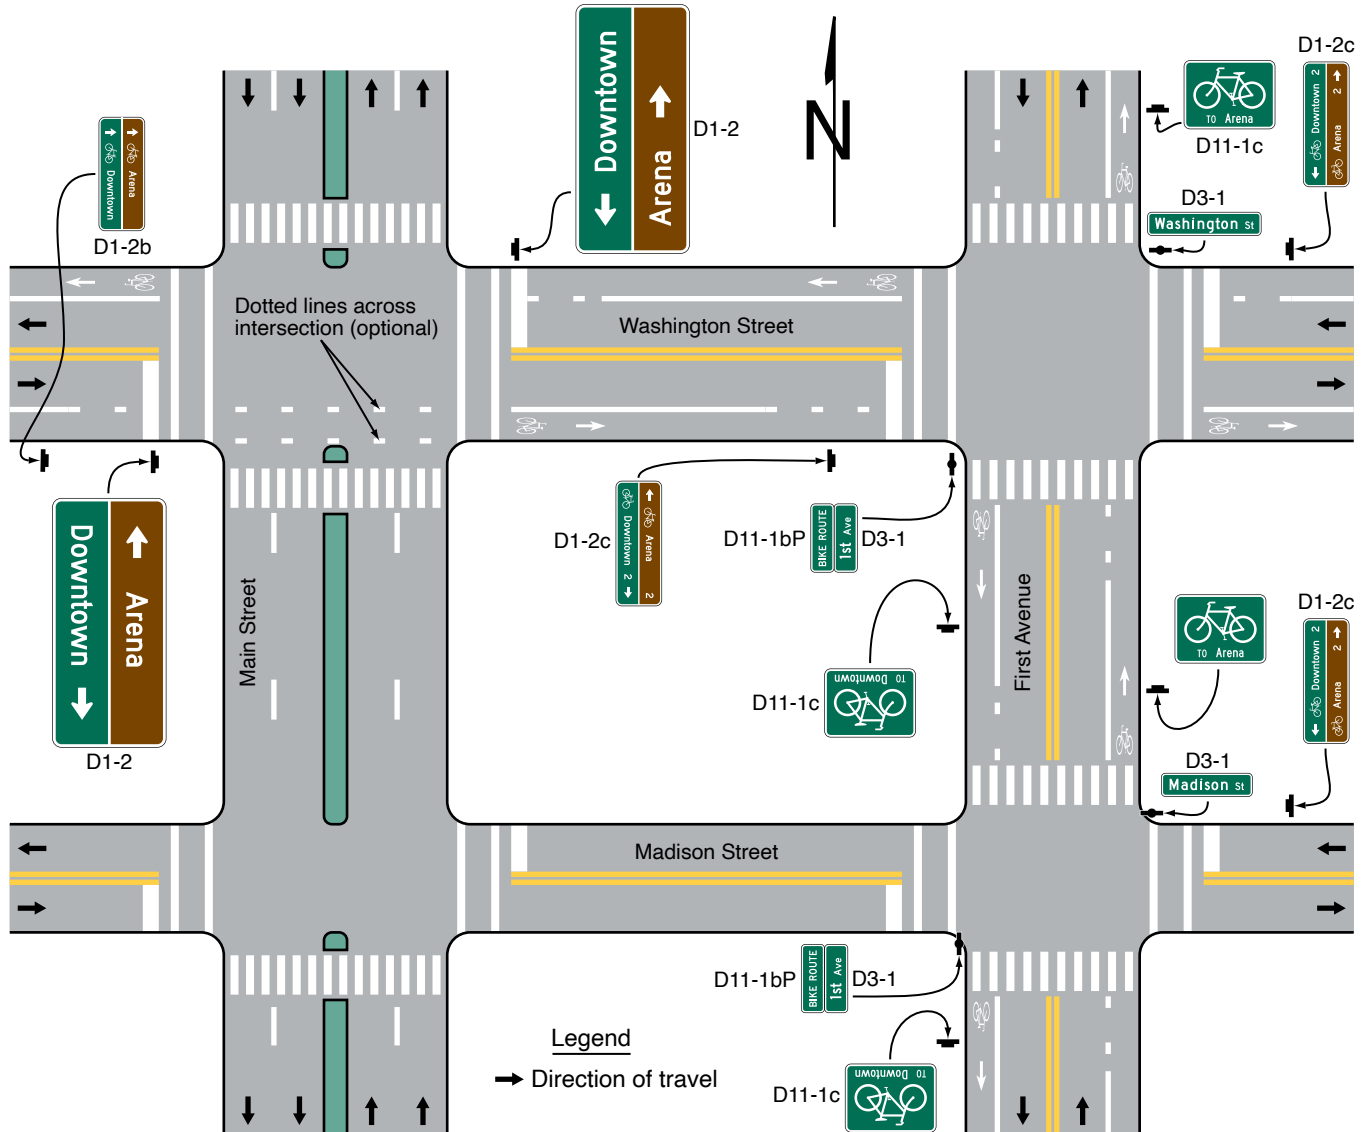 Downtown
Arena
D1-2
N
D1-2c
Downtown 2
Arena 2
TO Arena
D11-1c
D3-1
Washington St
Downtown
Arena
D1-2b
Dotted lines across
intersection (optional)
Washington Street
Arena
Downtown
D1-2
Main Street
D1-2c
Arena 2
Downtown 2
D11-1bP
BIKE ROUTE
1st Ave
D3-1
TO Downtown
D11-1c
First Avenue
TO Arena
D1-2c
Downtown 2
Arena 2
D3-1
Madison St
Madison Street
D11-1bP
BIKE ROUTE
1st Ave
D3-1
TO Downtown
D11-1c
Legend
Direction of travel